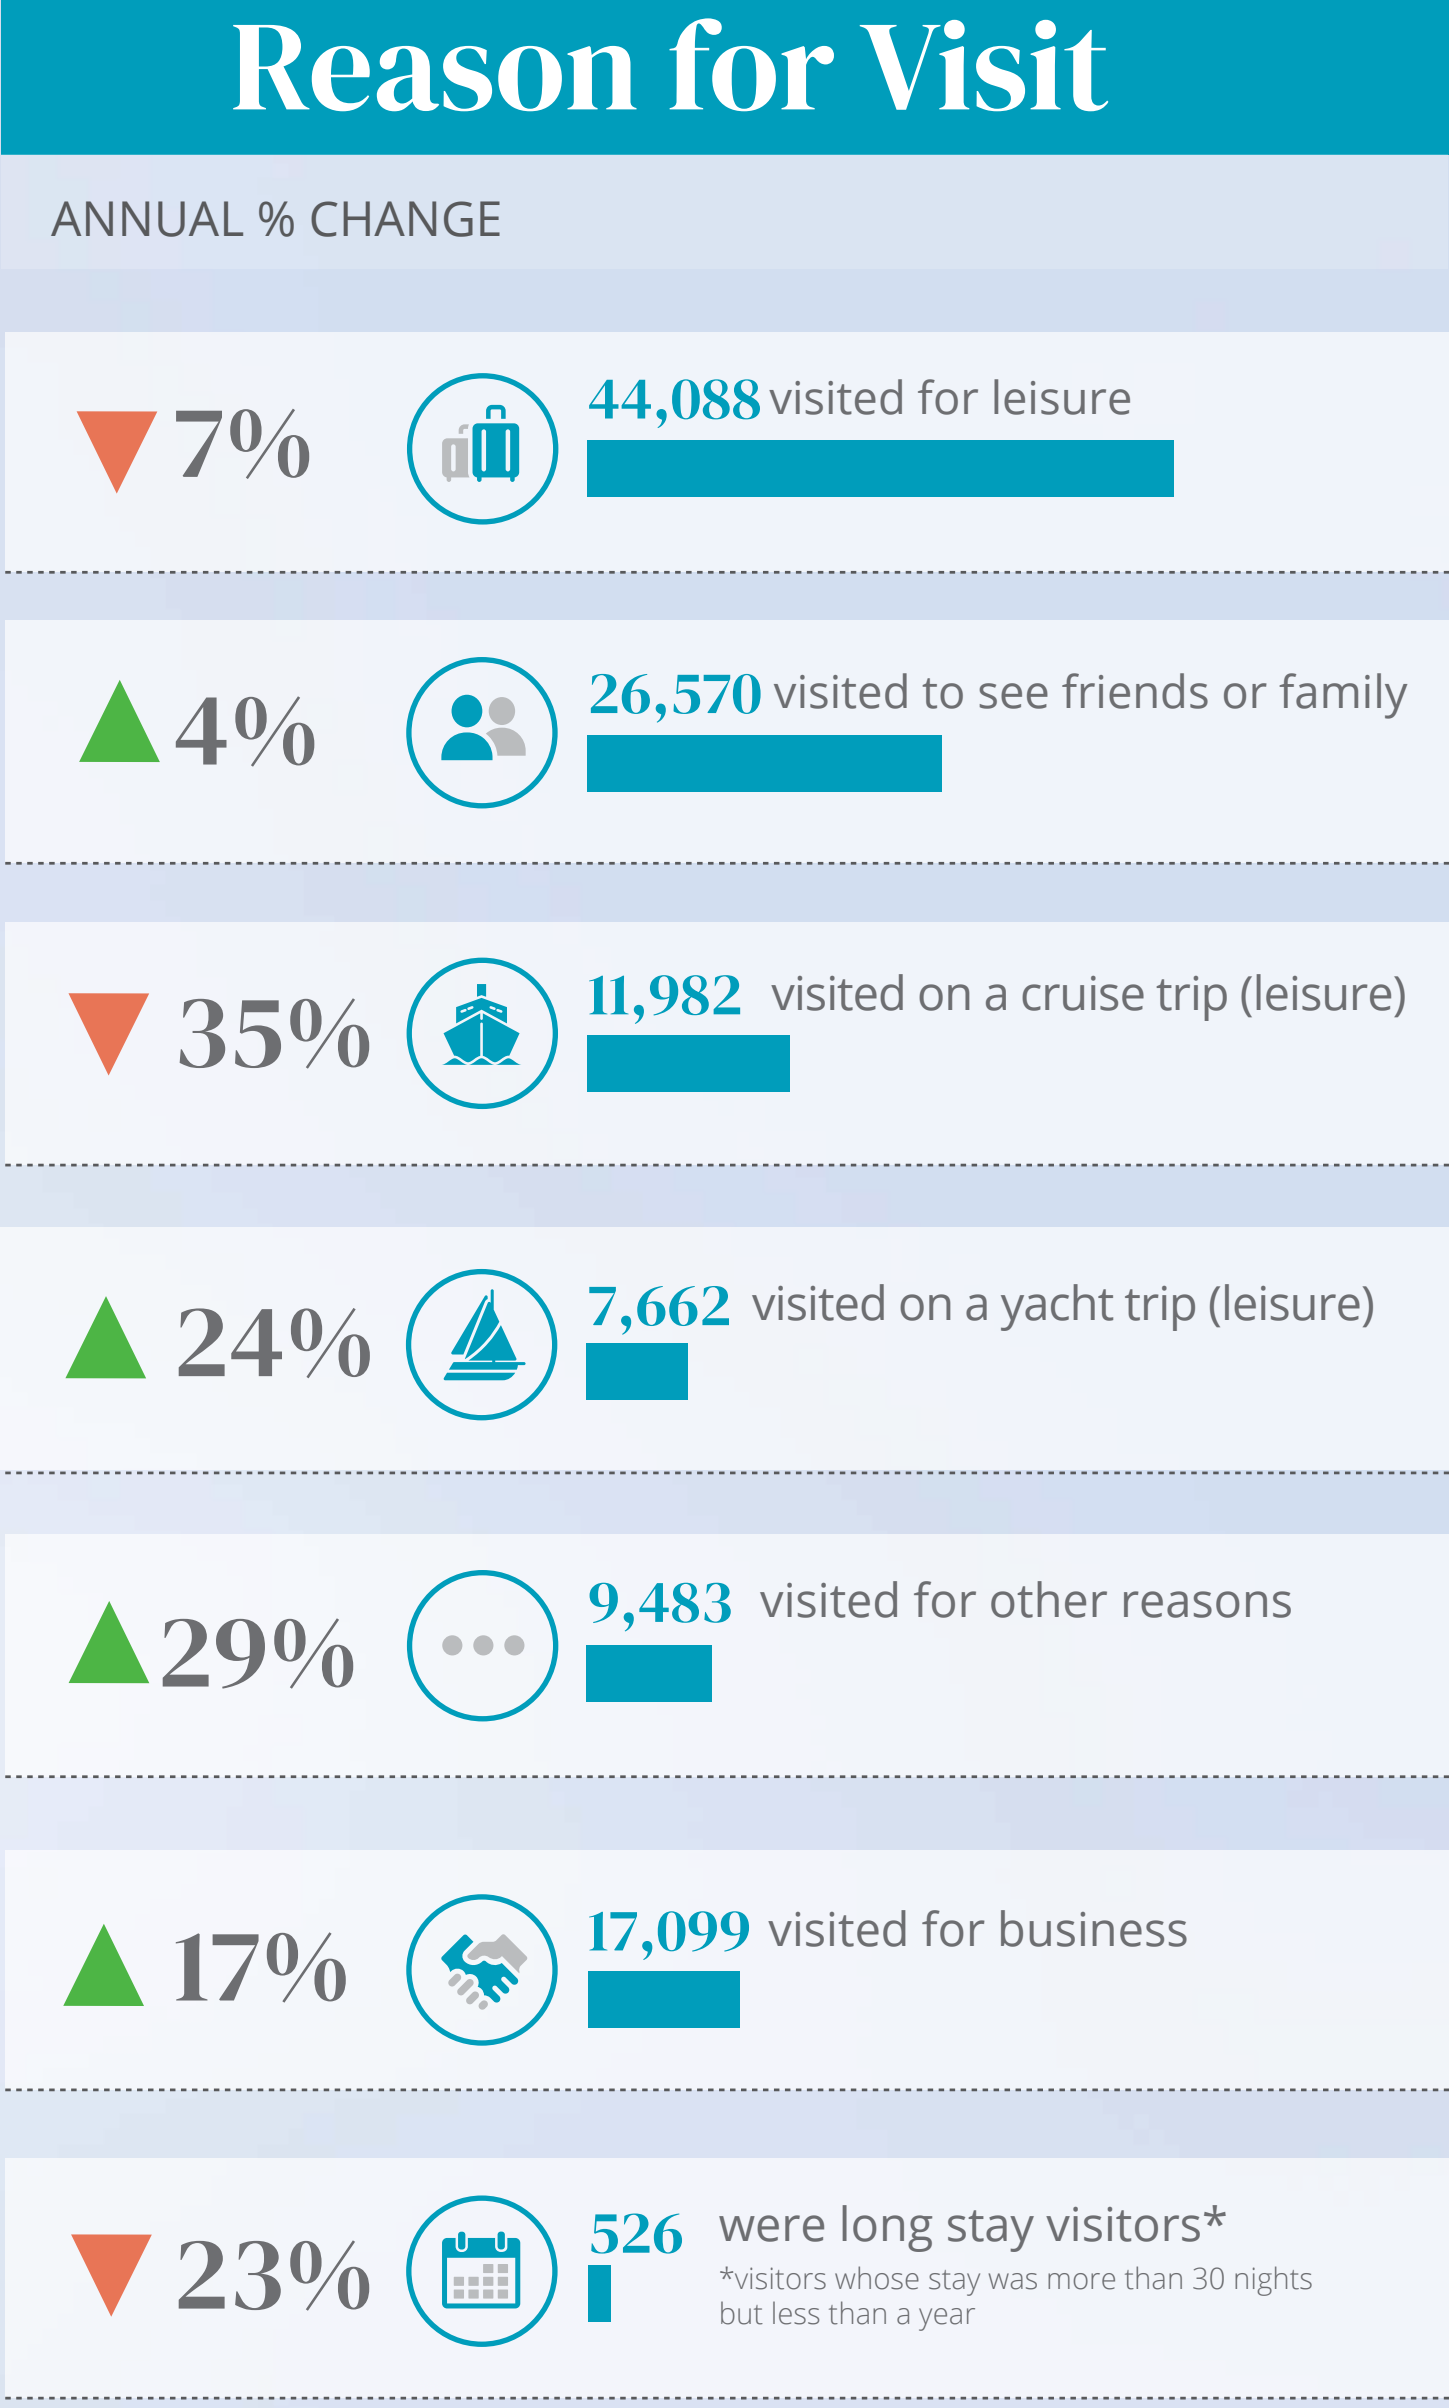 Reason for Visit
ANNUAL % CHANGE
7%
44,088 visited for leisure
4%
26,570 visited to see friends or family
35%
11,982 visited on a cruise trip (leisure)
24%
7,662 visited on a yacht trip (leisure)
29%
9,483 visited for other reasons
17%
17,099 visited for business
23%
526 were long stay visitors*
*visitors whose stay was more than 30 nights
but less than a year